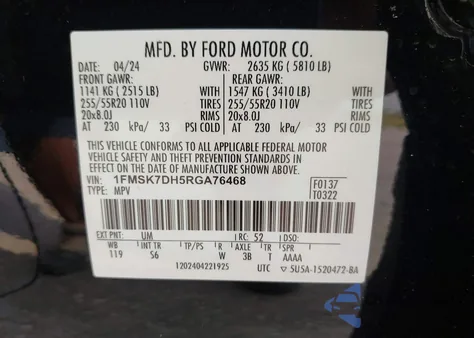 MFD. BY FORD MOTOR CO.
DATE: 04/24 GVWR: 2635 KG ( 5810 LB)
FRONT GAWR: REAR GAWR:
1141 KG ( 2515 LB) WITH 1547 KG ( 3410 LB)
255/55R20 110V TIRES 255/55R20 110V TIRES
20x8.0J RIMS 20x8.0J RIMS
AT 230 kPa/ 33 PSI COLD AT 230 kPa/ 33 PSI COLD
THIS VEHICLE CONFORMS TO ALL APPLICABLE FEDERAL MOTOR
VEHICLE SAFETY AND THEFT PREVENTION STANDARDS IN
EFFECT ON THE DATE OF MANUFACTURE SHOWN ABOVE.
VIN: 1FMSK7DH5RGA76468 F0137
TYPE: MPV T0322
EXT PNT: UM RC: 52 DSO:
WB INT TR TP/PS R AXLE TR SPR
119 S6 W 3B T AAAA
1202404221925 UTC ▽ 5U5A-1520472-BA